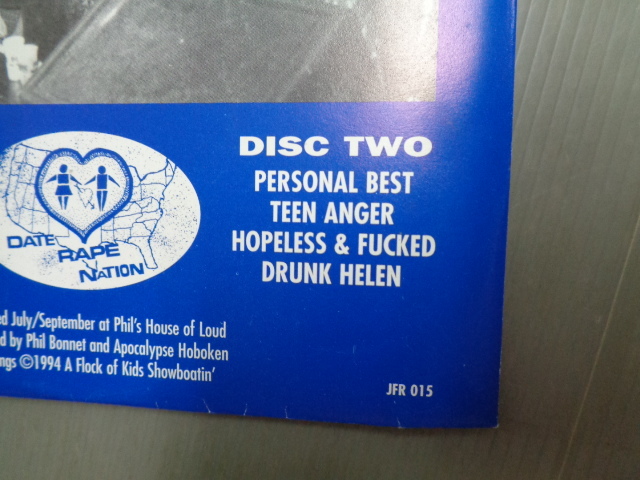 DISC TWO
PERSONAL BEST
TEEN ANGER
HOPELESS & FUCKED
DRUNK HELEN
DATE
RAPE
NATION
July/September at Phil's House of Loud
by Phil Bonnet and Apocalypse Hoboken
©1994 A Flock of Kids Showboatin'
JFR 015